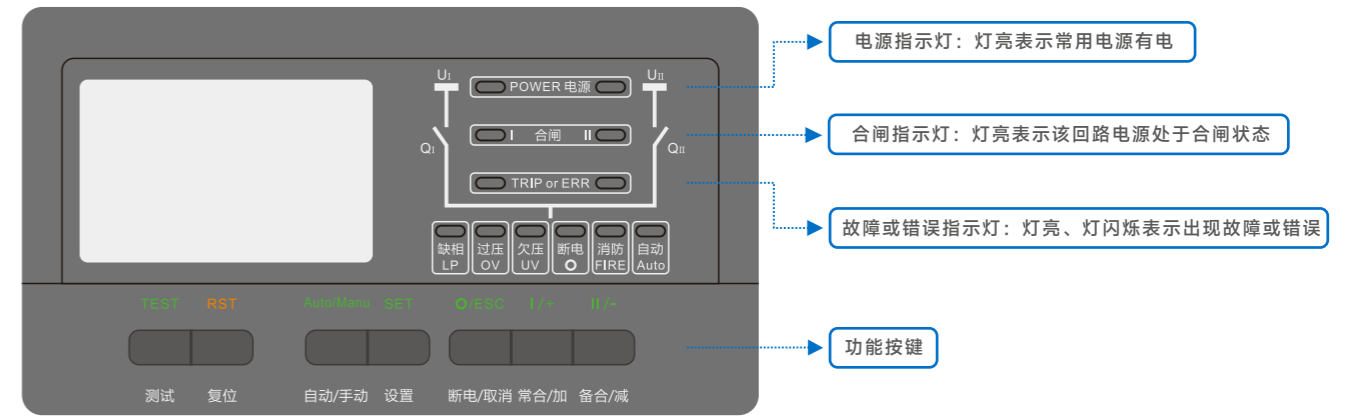 UI
UII
POWER 电源
电源指示灯：灯亮表示常用电源有电
I 合闸 II
QI
QII
合闸指示灯：灯亮表示该回路电源处于合闸状态
TRIP or ERR
故障或错误指示灯：灯亮、灯闪烁表示出现故障或错误
缺相 过压 欠压 断电 消防 自动
LP OV UV O FIRE Auto
TEST RST Auto/Manu SET O/ESC I/+ II/-
功能按键
测试 复位 自动/手动 设置 断电/取消 常合/加 备合/减